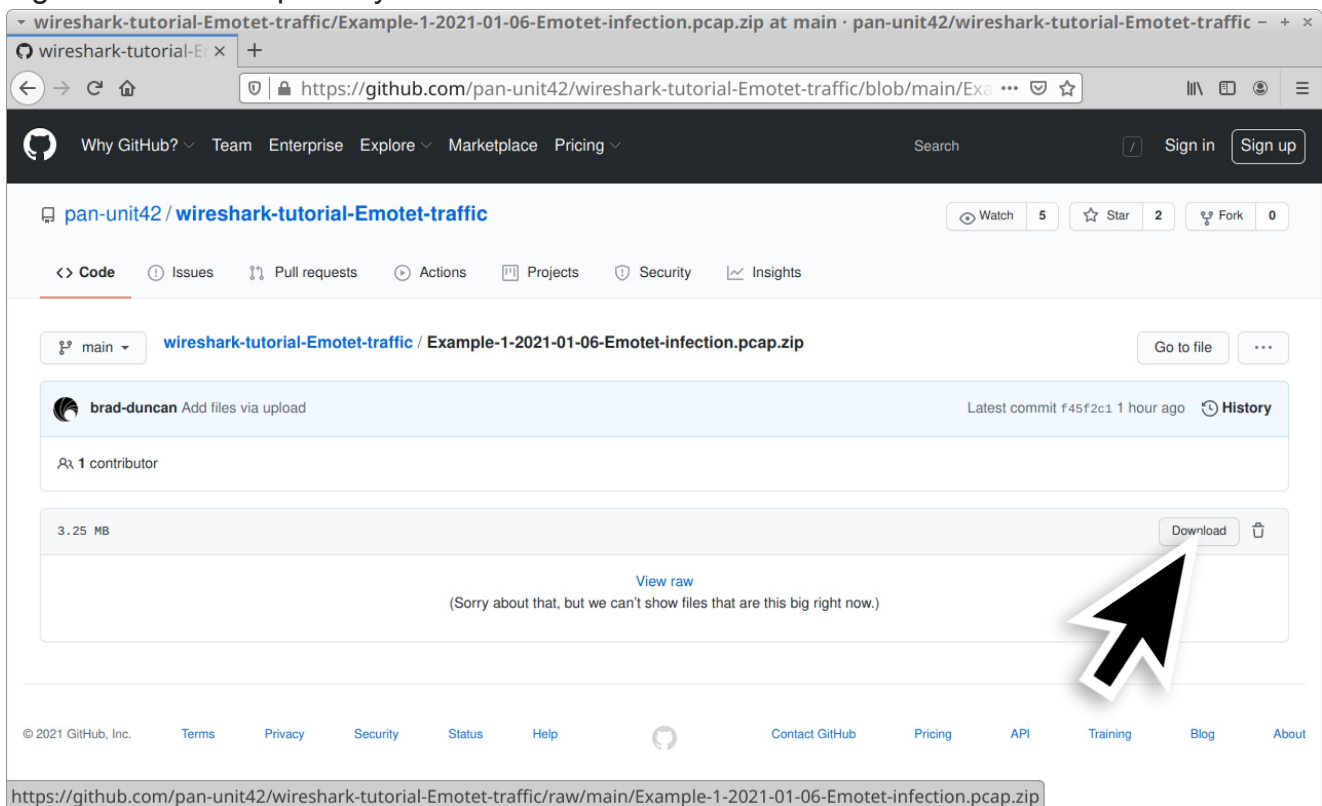 wireshark-tutorial-Emotet-traffic/Example-1-2021-01-06-Emotet-infection.pcap.zip at main · pan-unit42/wireshark-tutorial-Emotet-traffic
wireshark-tutorial-E
https://github.com/pan-unit42/wireshark-tutorial-Emotet-traffic/blob/main/Exa
Why GitHub? Team Enterprise Explore Marketplace Pricing Search / Sign in Sign up
pan-unit42 / wireshark-tutorial-Emotet-traffic Watch 5 Star 2 Fork 0
<> Code Issues Pull requests Actions Projects Security Insights
main wireshark-tutorial-Emotet-traffic / Example-1-2021-01-06-Emotet-infection.pcap.zip Go to file ...
brad-duncan Add files via upload Latest commit f45f2c1 1 hour ago History
1 contributor
3.25 MB Download
View raw
(Sorry about that, but we can't show files that are this big right now.)
© 2021 GitHub, Inc. Terms Privacy Security Status Help Contact GitHub Pricing API Training Blog About
https://github.com/pan-unit42/wireshark-tutorial-Emotet-traffic/raw/main/Example-1-2021-01-06-Emotet-infection.pcap.zip